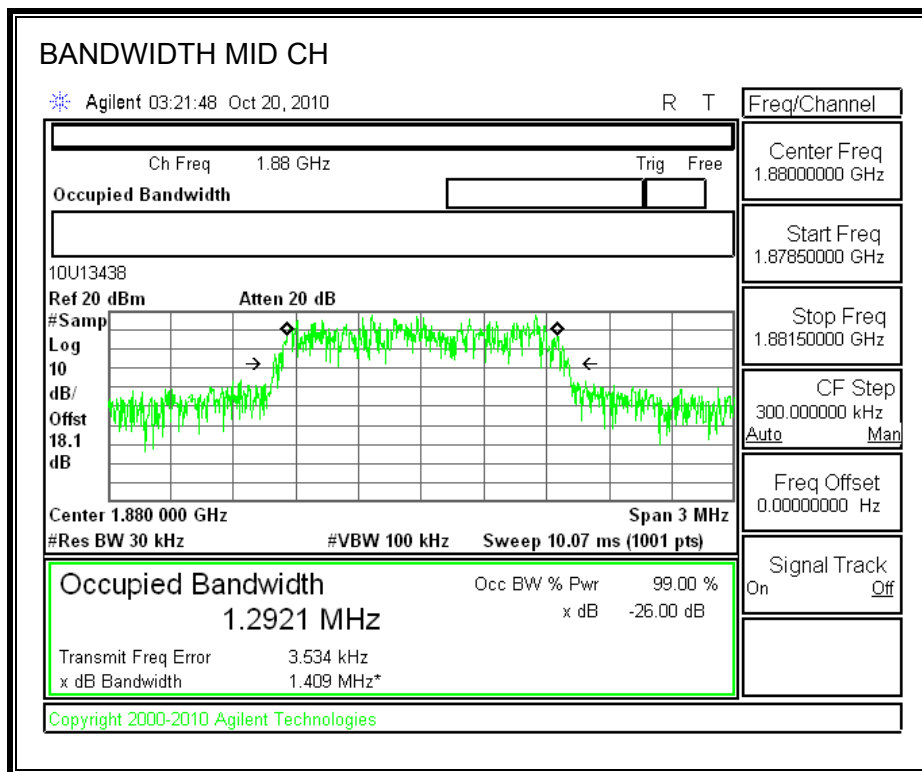 BANDWIDTH MID CH
Agilent 03:21:48 Oct 20, 2010 R T
Freq/Channel
Ch Freq 1.88 GHz Trig Free
Occupied Bandwidth
Center Freq
1.88000000 GHz
Start Freq
1.87850000 GHz
Stop Freq
1.88150000 GHz
CF Step
300.000000 kHz
Auto Man
Freq Offset
0.00000000 Hz
Signal Track
On Off
10U13438
Ref 20 dBm Atten 20 dB
#Samp
Log
10
dB/
Offst
18.1
dB
Center 1.880 000 GHz Span 3 MHz
#Res BW 30 kHz #VBW 100 kHz Sweep 10.07 ms (1001 pts)
Occupied Bandwidth Occ BW % Pwr 99.00 %
1.2921 MHz x dB -26.00 dB
Transmit Freq Error 3.534 kHz
x dB Bandwidth 1.409 MHz*
Copyright 2000-2010 Agilent Technologies